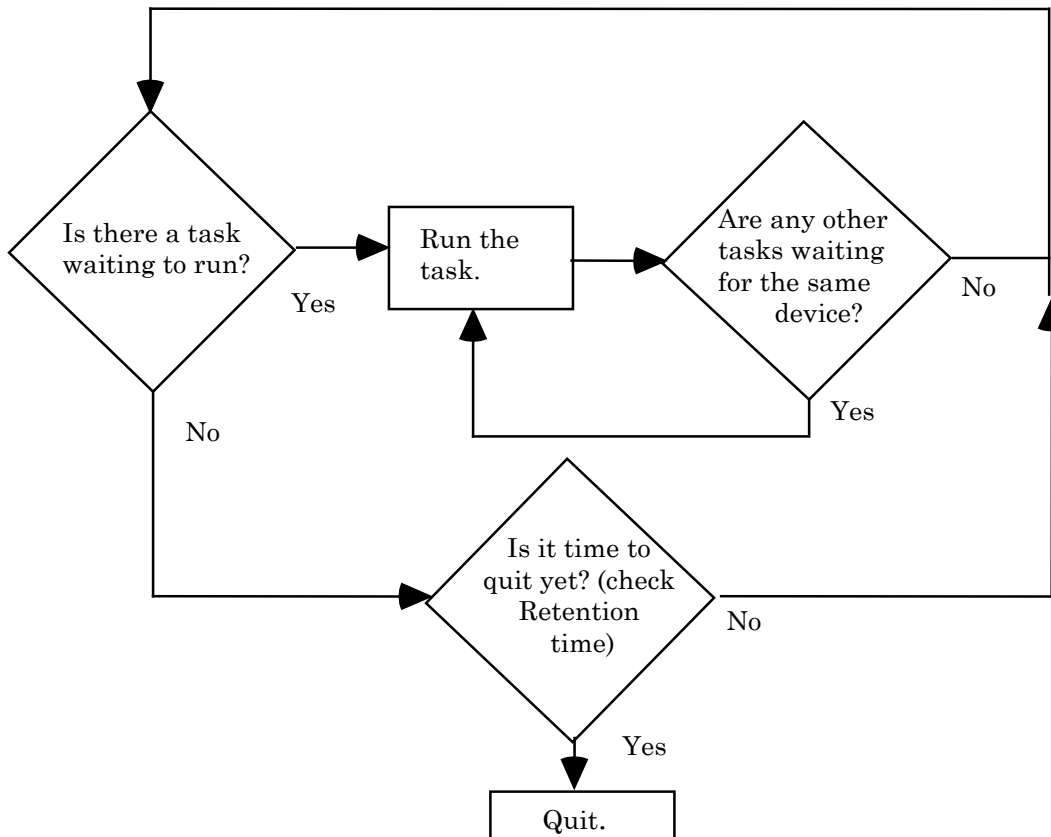 Is there a task
waiting to run?
Yes
No
Run the
task.
Are any other
tasks waiting
for the same
device?
No
Yes
Is it time to
quit yet? (check
Retention
time)
No
Yes
Quit.